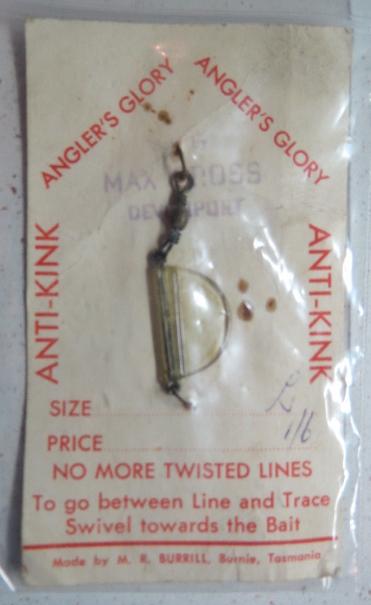 ANGLER'S GLORY
ANGLER'S GLORY
MAX ROSS
DEVONPORT
ANTI-KINK
ANTI-KINK
SIZE
PRICE 1/6
NO MORE TWISTED LINES
To go between Line and Trace
Swivel towards the Bait
Made by M. R. BURRILL, Burnie, Tasmania